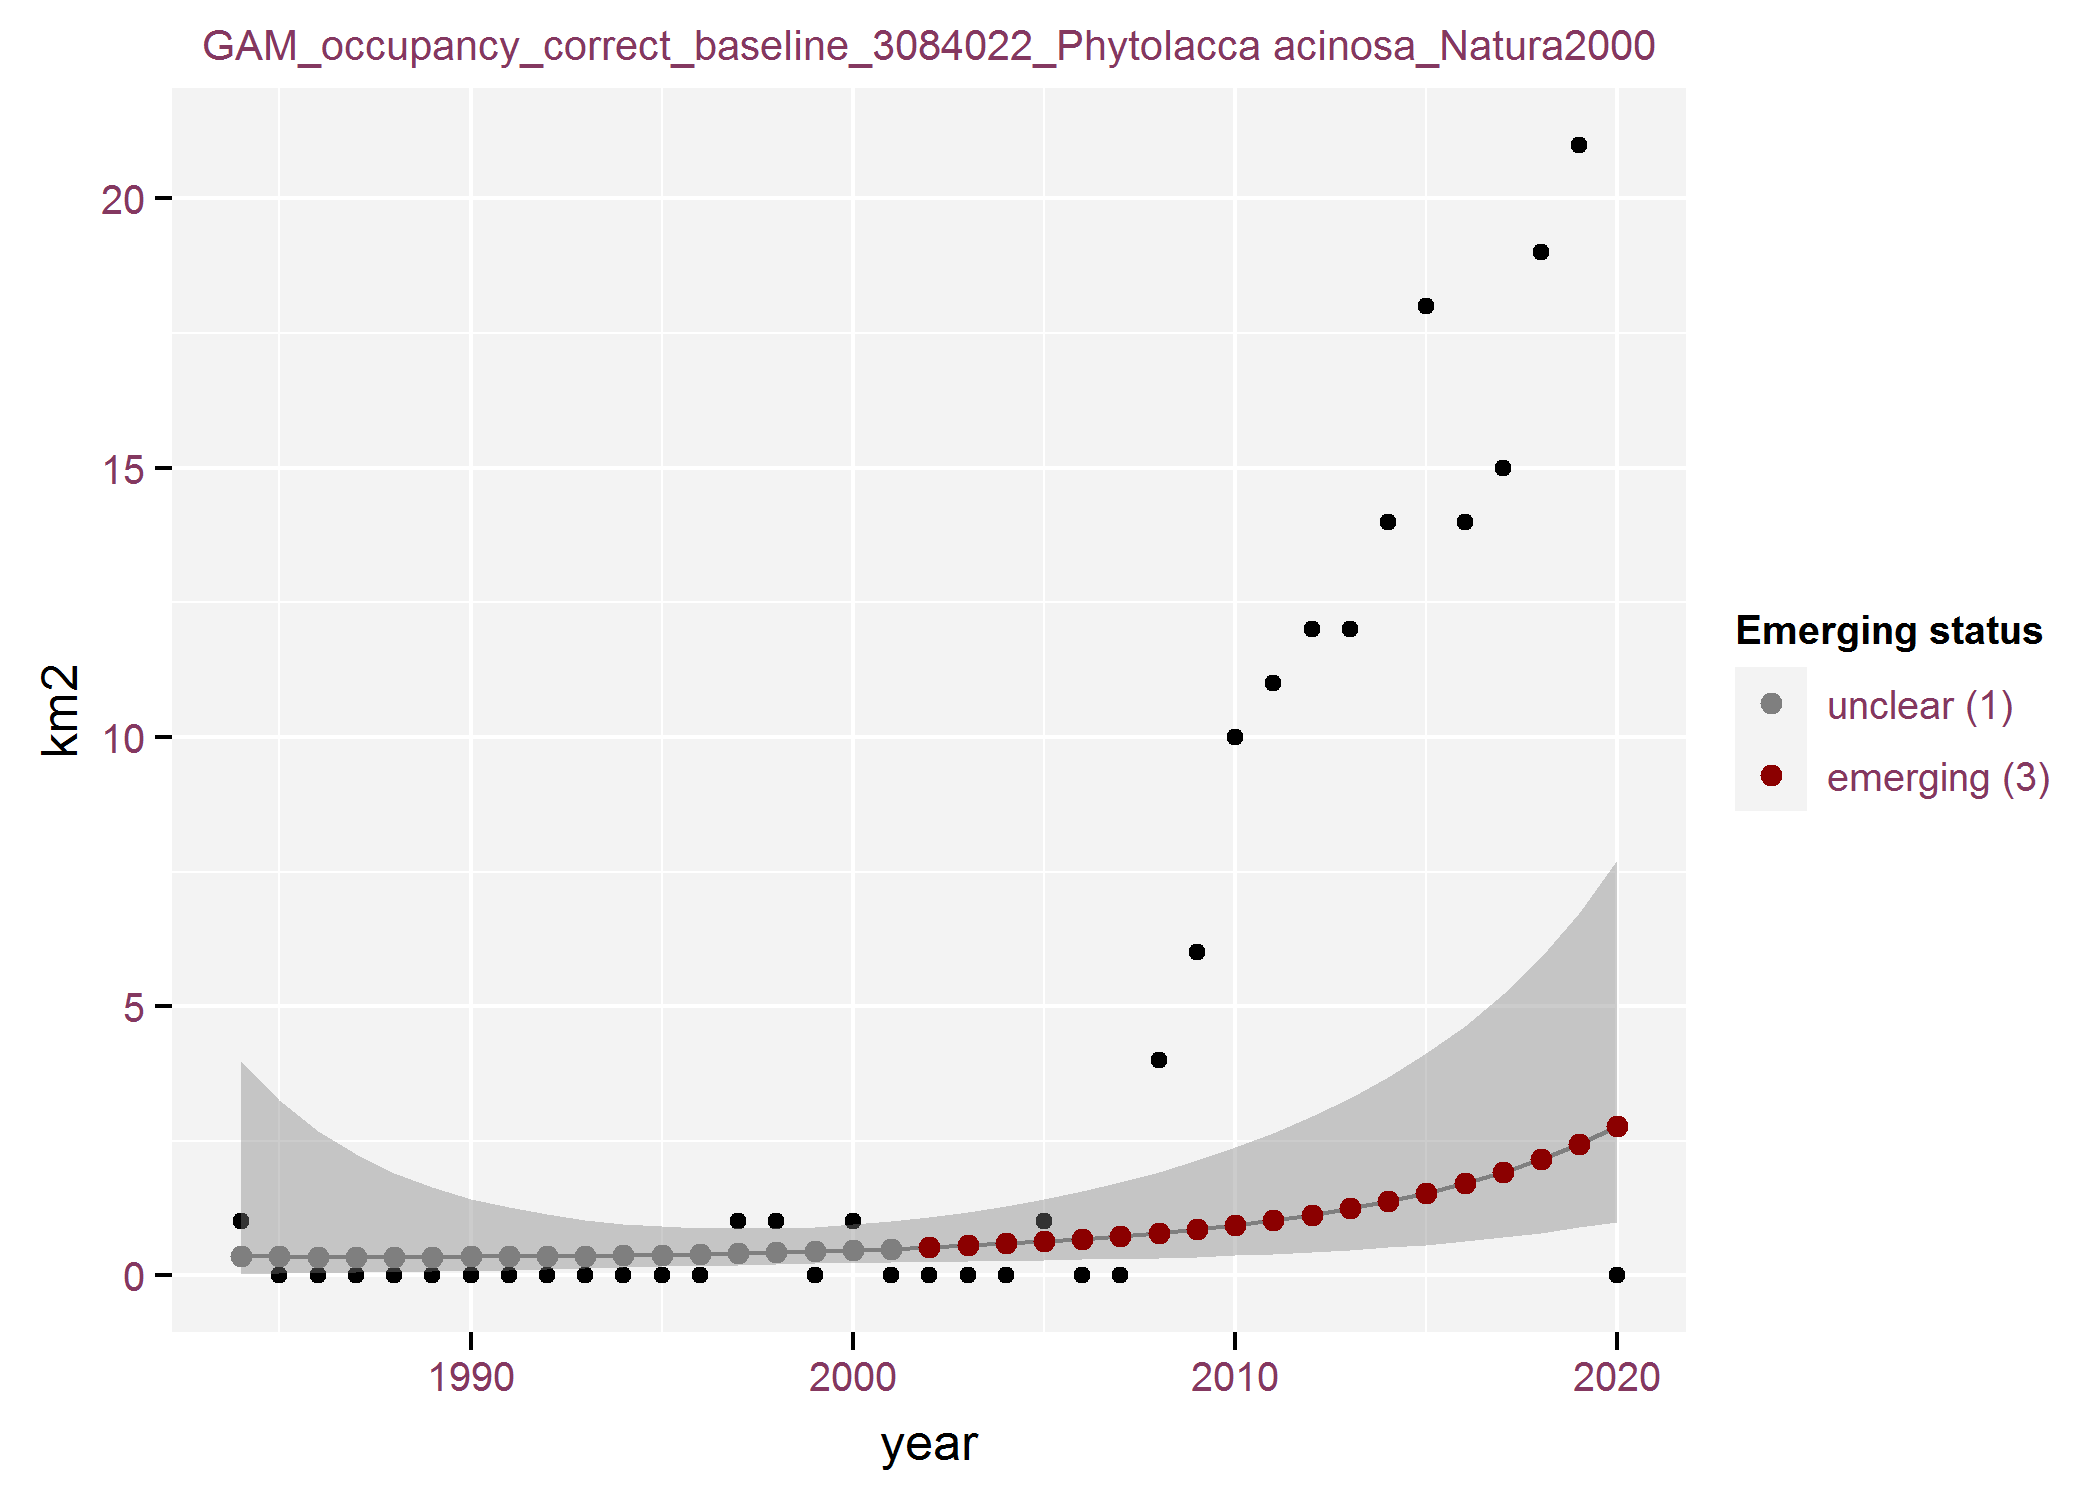 GAM_occupancy_correct_baseline_3084022_Phytolacca acinosa_Natura2000
20
15
10
5
0
km2
1990 2000 2010 2020
year
Emerging status
unclear (1)
emerging (3)